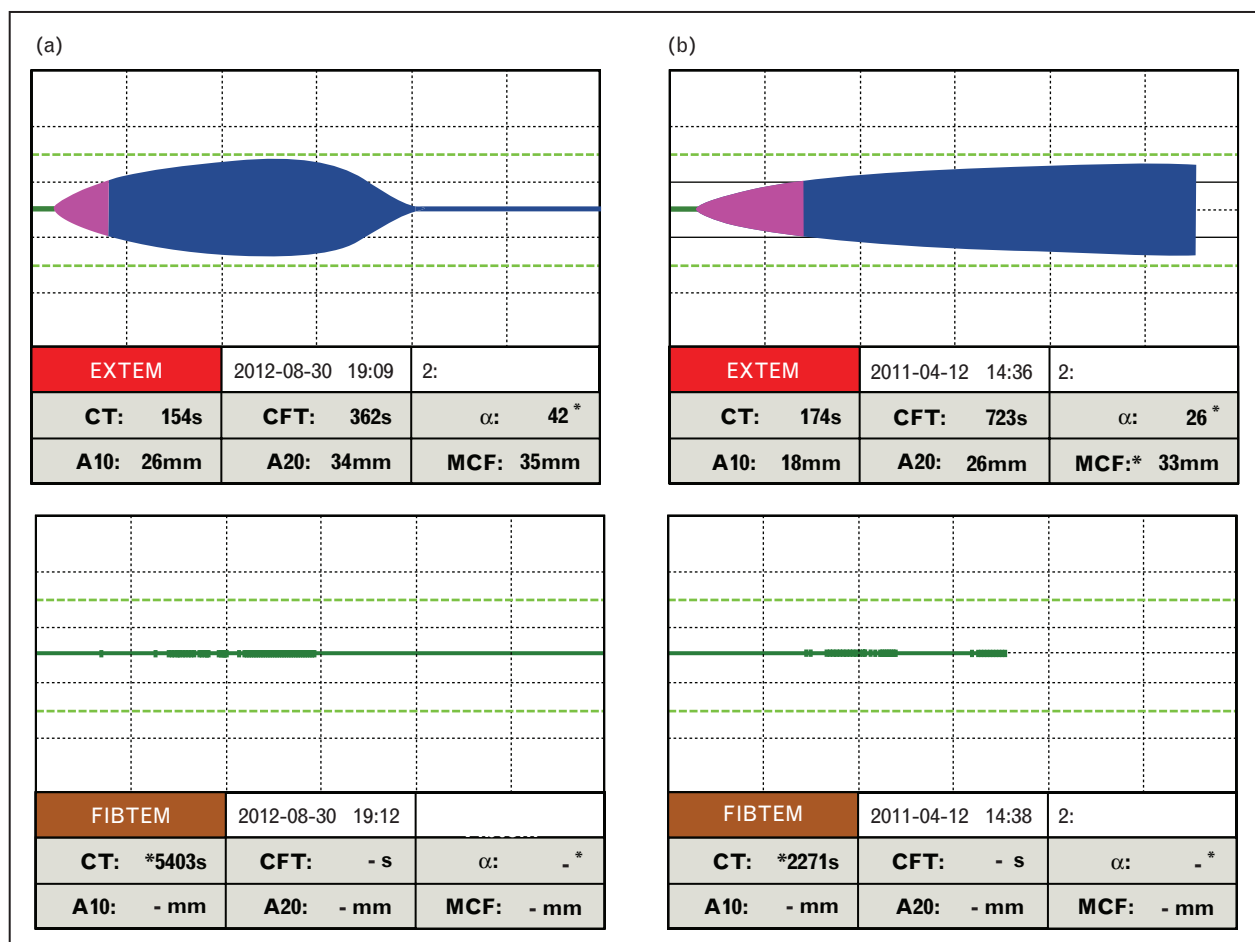 (a)
EXTEM 2012-08-30 19:09 2:
CT: 154s CFT: 362s α: 42 *
A10: 26mm A20: 34mm MCF: 35mm
FIBTEM 2012-08-30 19:12
CT: *5403s CFT: - s α: - *
A10: - mm A20: - mm MCF: - mm
(b)
EXTEM 2011-04-12 14:36 2:
CT: 174s CFT: 723s α: 26 *
A10: 18mm A20: 26mm MCF:* 33mm
FIBTEM 2011-04-12 14:38 2:
CT: *2271s CFT: - s α: - *
A10: - mm A20: - mm MCF: - mm